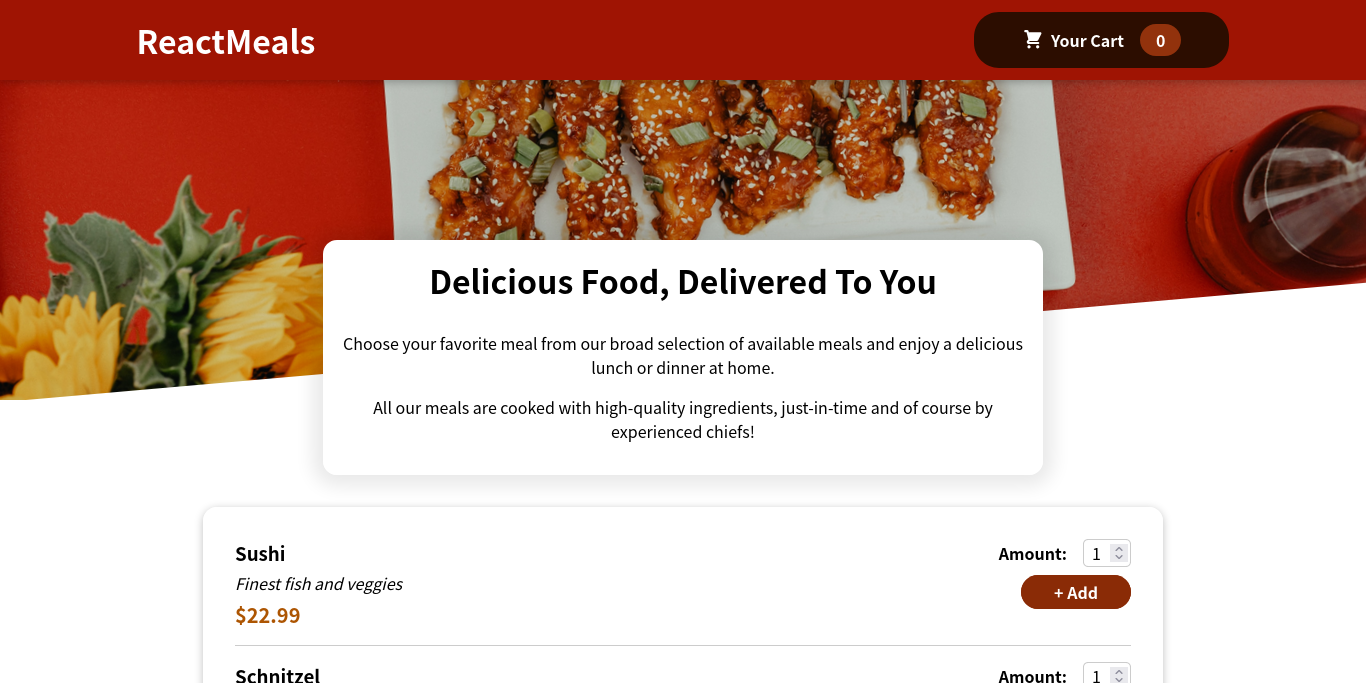 ReactMeals
Your Cart 0
Delicious Food, Delivered To You
Choose your favorite meal from our broad selection of available meals and enjoy a delicious
lunch or dinner at home.
All our meals are cooked with high-quality ingredients, just-in-time and of course by
experienced chiefs!
Sushi
Amount: 1
Finest fish and veggies
+ Add
$22.99
Schnitzel
Amount: 1